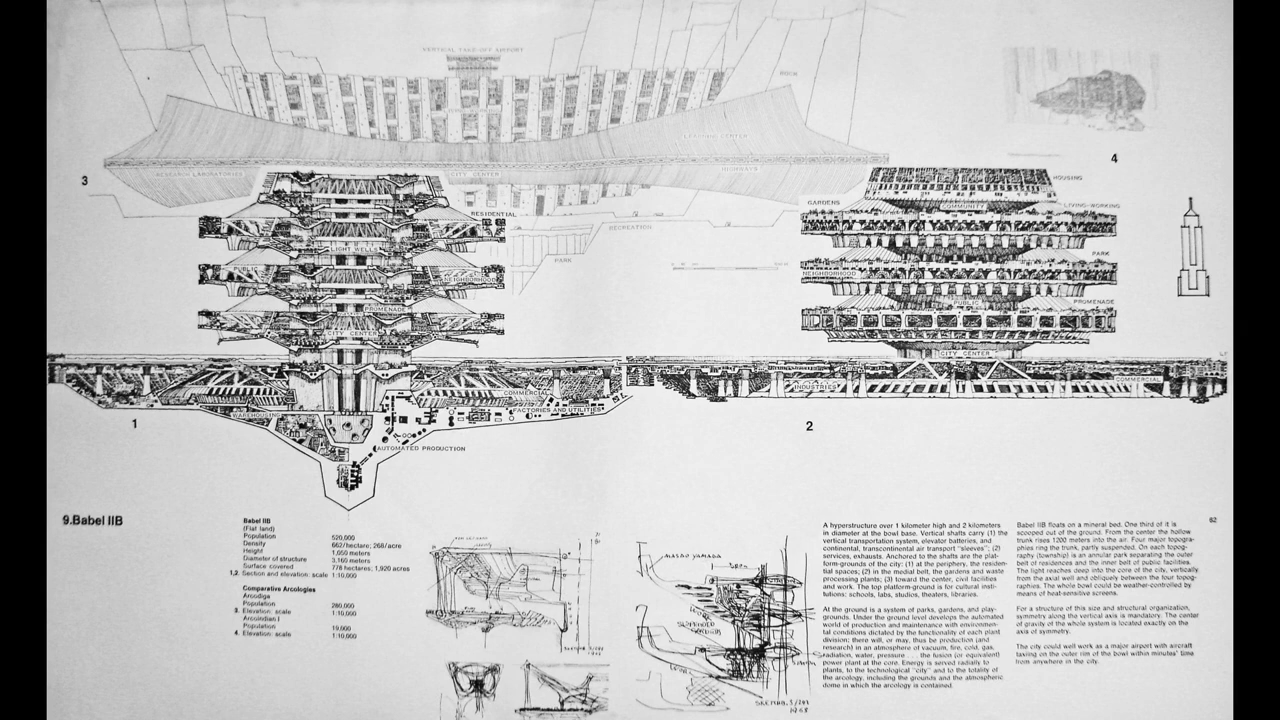 VERTICAL TAKE-OFF AIRPORT
ROCK
LEARNING CENTER
4
3
RESEARCH LABORATORIES
CITY CENTER
HIGHWAYS
HOUSING
GARDENS
COMMUNITY
LIVING-WORKING
RESIDENTIAL
RECREATION
LIGHT WELLS
PARK
PARK
PUBLIC
NEIGHBORHOOD
NEIGHBORHOOD
PROMENADE
PUBLIC
PROMENADE
CITY CENTER
CITY CENTER
COMMERCIAL
INDUSTRIES
COMMERCIAL
WAREHOUSING
FACTORIES AND UTILITIES
1
2
AUTOMATED PRODUCTION
9.Babel IIB
Babel IIB
(Flat land)
Population 520,000
Density 662/hectare; 268/acre
Height 1,050 meters
Diameter of structure 3,160 meters
Surface covered 778 hectares; 1,920 acres
1,2. Section and elevation: scale 1:10,000
Comparative Arcologies
Arcodiga
Population 280,000
3. Elevation: scale 1:10,000
Arcoindian I
Population 19,600
4. Elevation: scale 1:10,000
MASAO YAMADA
SUSPENDED
1968
A hyperstructure over 1 kilometer high and 2 kilometers
in diameter at the bowl base. Vertical shafts carry (1) the
vertical transportation system, elevator batteries, and
continental, transcontinental air transport "sleeves"; (2)
services, exhausts. Anchored to the shafts are the plat-
form-grounds of the city: (1) at the periphery, the residen-
tial spaces; (2) in the medial belt, the gardens and waste
processing plants; (3) toward the center, civil facilities
and work. The top platform-ground is for cultural insti-
tutions: schools, labs, studios, theaters, libraries.
At the ground is a system of parks, gardens, and play-
grounds. Under the ground level develops the automated
world of production and maintenance with environmen-
tal conditions dictated by the functionality of each plant
division; there will, or may, thus be production (and
research) in an atmosphere of vacuum, fire, cold, gas,
radiation, water, pressure . . . the fusion (or equivalent)
power plant at the core. Energy is served radially to
plants, to the technological "city" and to the totality of
the arcology, including the grounds and the atmospheric
dome in which the arcology is contained.
62
Babel IIB floats on a mineral bed. One third of it is
scooped out of the ground. From the center the hollow
trunk rises 1200 meters into the air. Four major topogra-
phies ring the trunk, partly suspended. On each topog-
raphy (township) is an annular park separating the outer
belt of residences and the inner belt of public facilities.
The light reaches deep into the core of the city, vertically
from the axial well and obliquely between the four topog-
raphies. The whole bowl could be weather-controlled by
means of heat-sensitive screens.
For a structure of this size and structural organization,
symmetry along the vertical axis is mandatory. The center
of gravity of the whole system is located exactly on the
axis of symmetry.
The city could well work as a major airport with aircraft
taxiing on the outer rim of the bowl within minutes' time
from anywhere in the city.